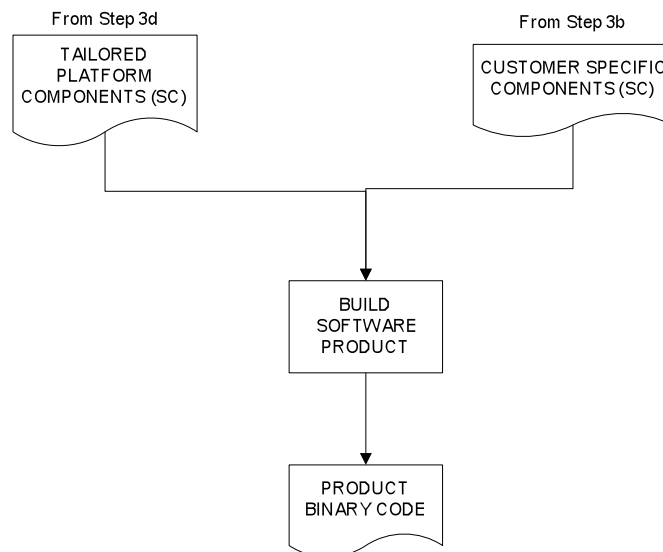 From Step 3d
TAILORED
PLATFORM
COMPONENTS (SC)
From Step 3b
CUSTOMER SPECIFIC
COMPONENTS (SC)
BUILD
SOFTWARE
PRODUCT
PRODUCT
BINARY CODE